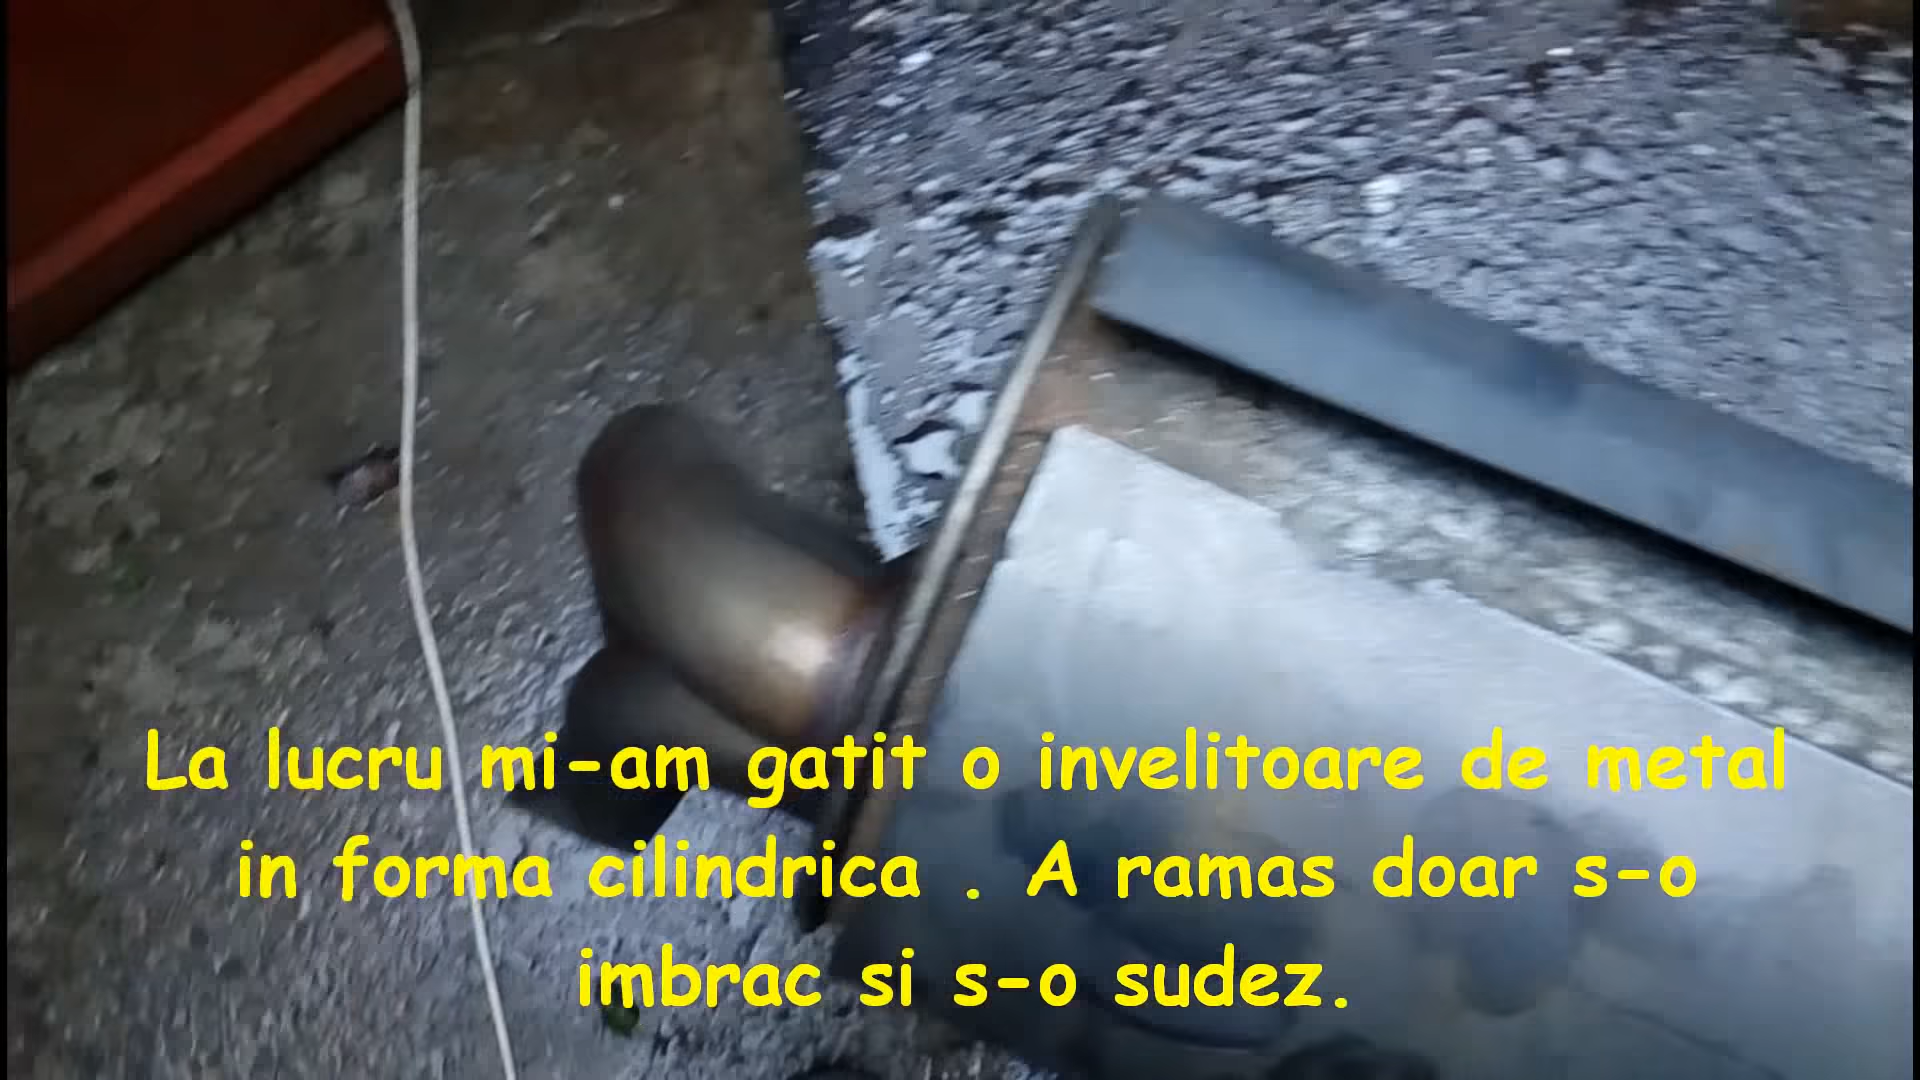 La lucru mi-am gatit o invelitoare de metal
in forma cilindrica . A ramas doar s-o
imbrac si s-o sudez.